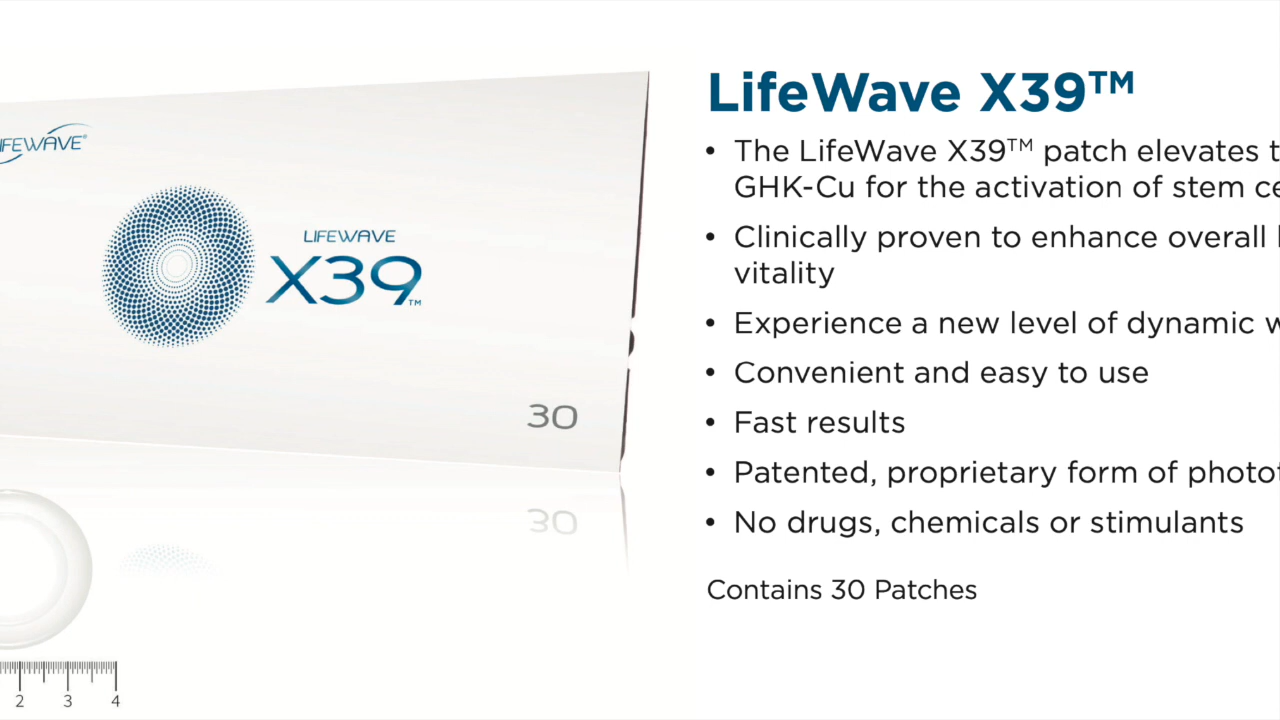 LIFEWAVE®
LIFEWAVE
X39™
30
30
2 3 4
LifeWave X39™
• The LifeWave X39™ patch elevates
GHK-Cu for the activation of stem
• Clinically proven to enhance overall
vitality
• Experience a new level of dynamic
• Convenient and easy to use
• Fast results
• Patented, proprietary form of
• No drugs, chemicals or stimulants
Contains 30 Patches